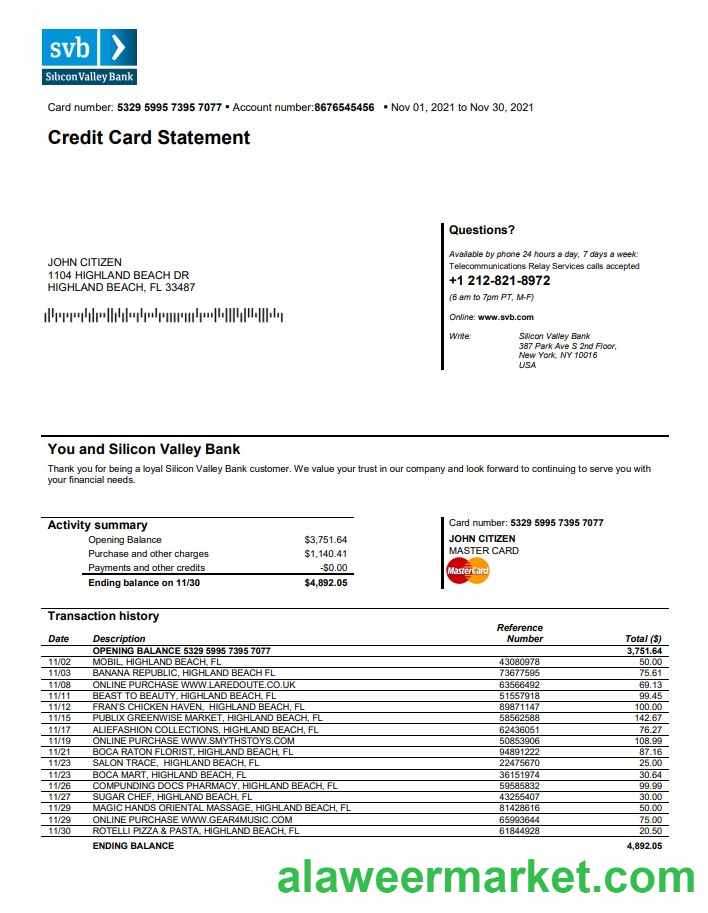 svb
Silicon Valley Bank
Card number: 5329 5995 7395 7077 ▪ Account number:8676545456 ▪ Nov 01, 2021 to Nov 30, 2021
Credit Card Statement
Questions?
Available by phone 24 hours a day, 7 days a week:
Telecommunications Relay Services calls accepted
+1 212-821-8972
(6 am to 7pm PT, M-F)
Online: www.svb.com
Write: Silicon Valley Bank
387 Park Ave S 2nd Floor,
New York, NY 10016
USA
JOHN CITIZEN
1104 HIGHLAND BEACH DR
HIGHLAND BEACH, FL 33487
You and Silicon Valley Bank
Thank you for being a loyal Silicon Valley Bank customer. We value your trust in our company and look forward to continuing to serve you with
your financial needs.
Activity summary
Opening Balance $3,751.64
Purchase and other charges $1,140.41
Payments and other credits -$0.00
Ending balance on 11/30 $4,892.05
Card number: 5329 5995 7395 7077
JOHN CITIZEN
MASTER CARD
MasterCard
Transaction history
Date Description Reference Number Total ($)
OPENING BALANCE 5329 5995 7395 7077 3,751.64
11/02 MOBIL, HIGHLAND BEACH, FL 43080978 50.00
11/03 BANANA REPUBLIC, HIGHLAND BEACH FL 73677595 75.61
11/08 ONLINE PURCHASE WWW.LAREDOUTE.CO.UK 63566492 69.13
11/11 BEAST TO BEAUTY, HIGHLAND BEACH, FL 51557918 99.45
11/12 FRAN'S CHICKEN HAVEN, HIGHLAND BEACH, FL 89871147 100.00
11/15 PUBLIX GREENWISE MARKET, HIGHLAND BEACH, FL 58562588 142.67
11/17 ALIEFASHION COLLECTIONS, HIGHLAND BEACH, FL 62436051 76.27
11/19 ONLINE PURCHASE WWW.SMYTHSTOYS.COM 50853906 108.99
11/21 BOCA RATON FLORIST, HIGHLAND BEACH, FL 94891222 87.16
11/23 SALON TRACE, HIGHLAND BEACH, FL 22475670 25.00
11/23 BOCA MART, HIGHLAND BEACH, FL 36151974 30.64
11/26 COMPUNDING DOCS PHARMACY, HIGHLAND BEACH, FL 59585832 99.99
11/27 SUGAR CHEF, HIGHLAND BEACH, FL 43255407 30.00
11/29 MAGIC HANDS ORIENTAL MASSAGE, HIGHLAND BEACH, FL 81428616 50.00
11/29 ONLINE PURCHASE WWW.GEAR4MUSIC.COM 65993644 75.00
11/30 ROTELLI PIZZA & PASTA, HIGHLAND BEACH, FL 61844928 20.50
ENDING BALANCE 4,892.05
alaweermarket.com